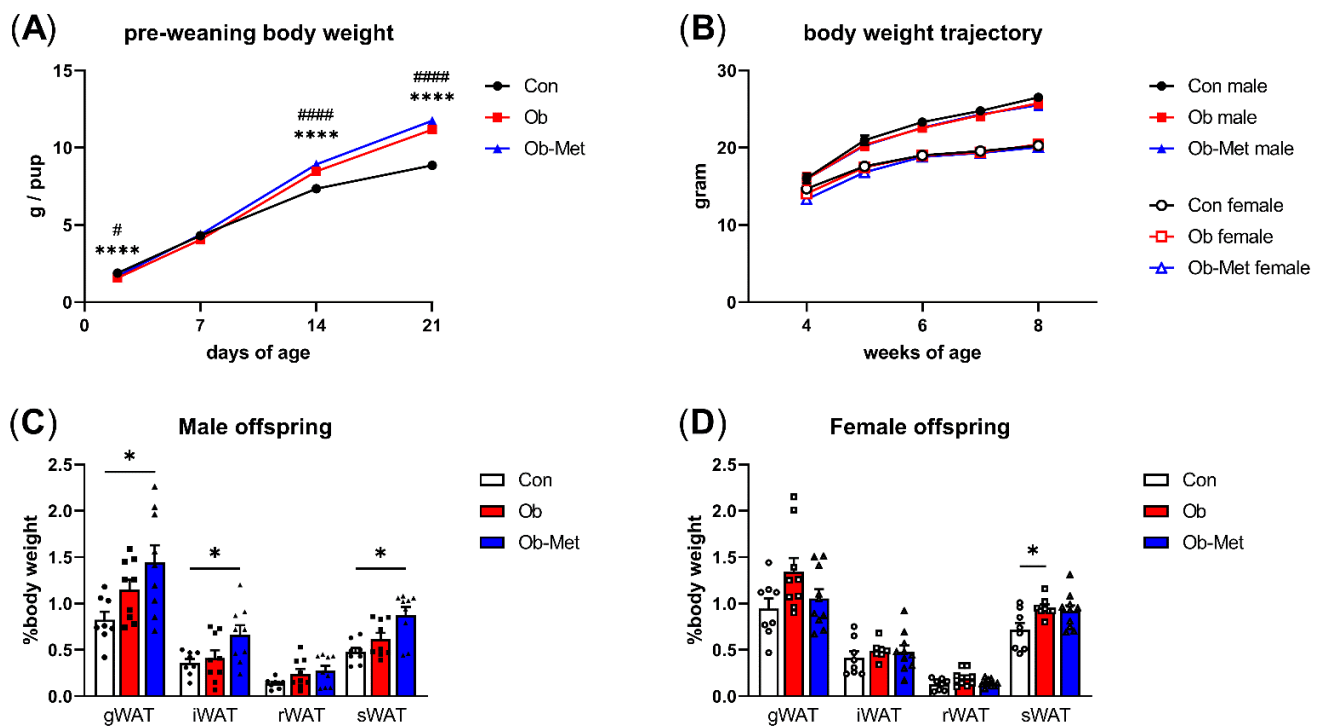 (A)
pre-weaning body weight
15
10
5
0
g / pup
#
****
####
****
####
****
0
7
14
21
days of age
Con
Ob
Ob-Met
(B)
body weight trajectory
30
20
10
0
gram
4
6
8
weeks of age
Con male
Ob male
Ob-Met male
Con female
Ob female
Ob-Met female
(C)
Male offspring
2.5
2.0
1.5
1.0
0.5
0.0
%body weight
*
*
*
gWAT
iWAT
rWAT
sWAT
Con
Ob
Ob-Met
(D)
Female offspring
2.5
2.0
1.5
1.0
0.5
0.0
%body weight
*
gWAT
iWAT
rWAT
sWAT
Con
Ob
Ob-Met